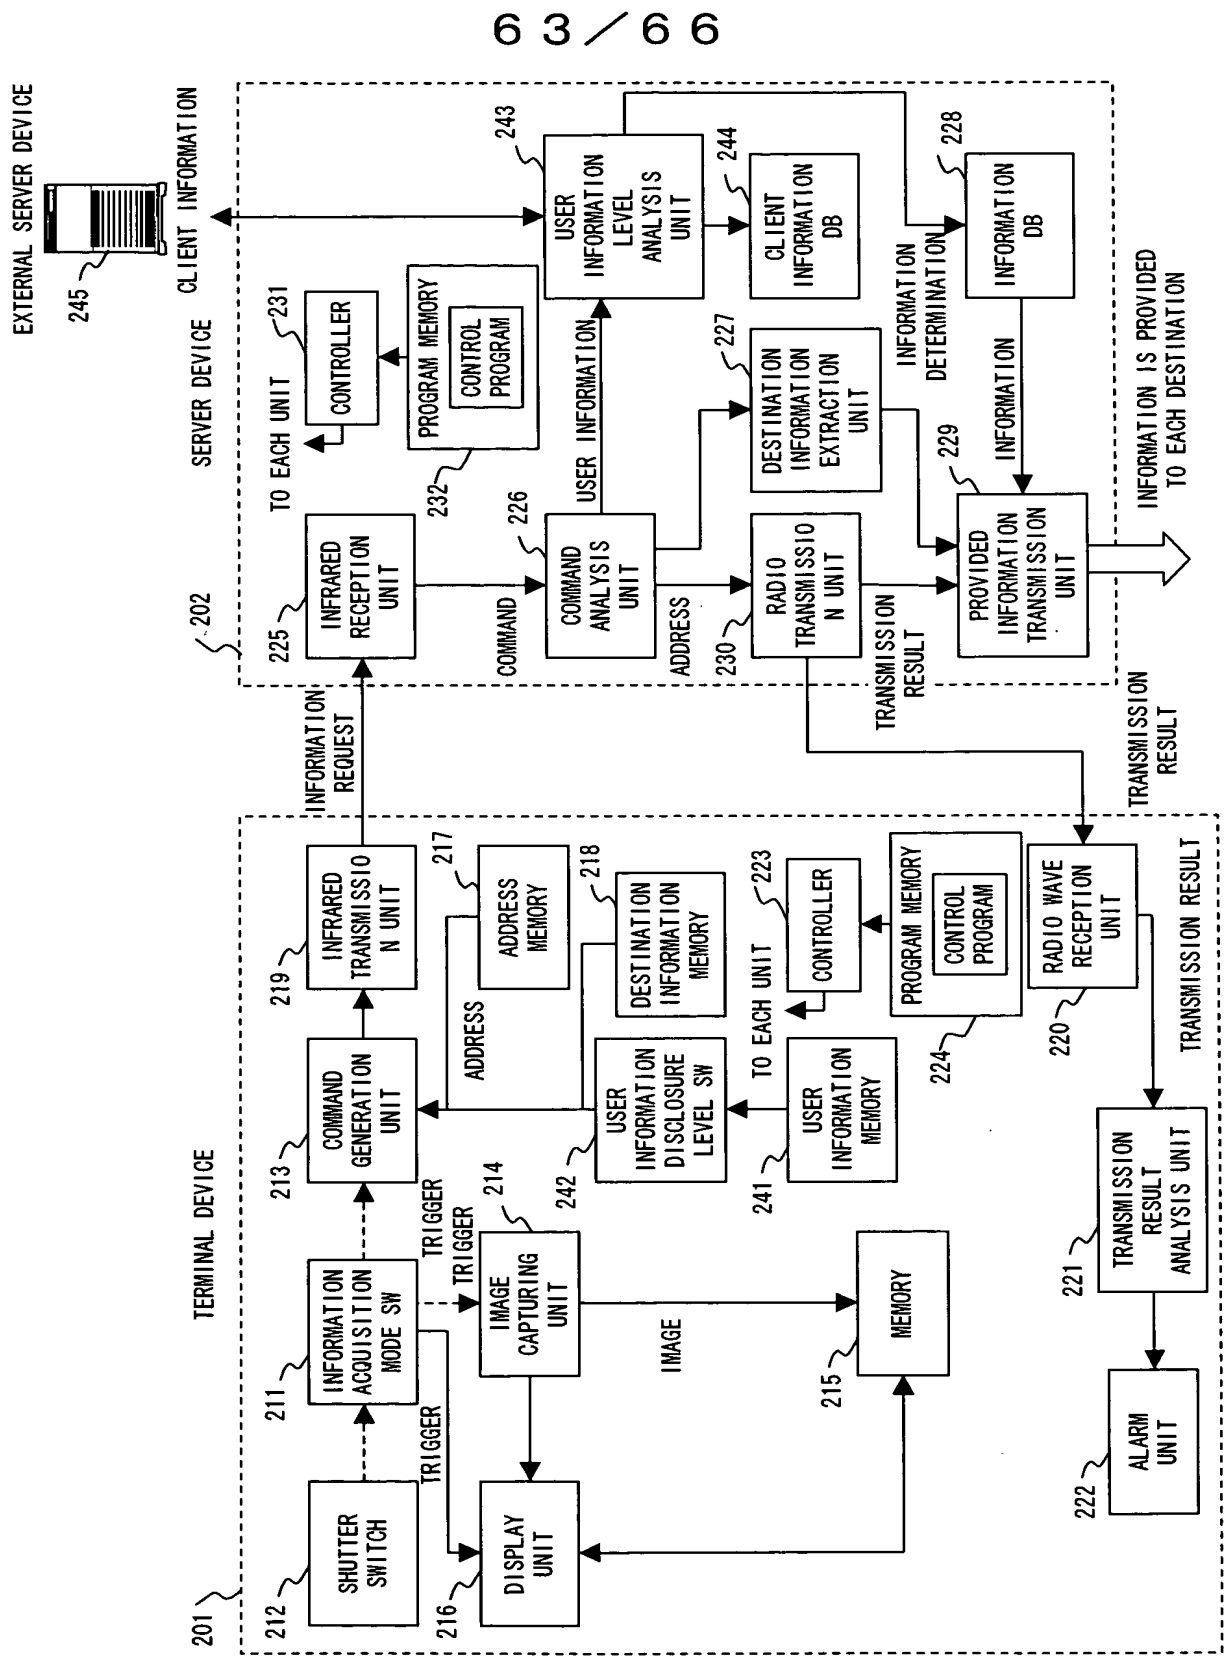 63/66
EXTERNAL SERVER DEVICE
245
CLIENT INFORMATION
SERVER DEVICE
202
TO EACH UNIT
231
CONTROLLER
PROGRAM MEMORY
CONTROL
PROGRAM
232
225
INFRARED
RECEPTION
UNIT
COMMAND
226
COMMAND
ANALYSIS
UNIT
USER INFORMATION
243
USER
INFORMATION
LEVEL
ANALYSIS
UNIT
244
CLIENT
INFORMATION
DB
ADDRESS
230
RADIO
TRANSMISSIO
N UNIT
227
DESTINATION
INFORMATION
EXTRACTION
UNIT
INFORMATION
DETERMINATION
228
INFORMATION
DB
INFORMATION
TRANSMISSION
RESULT
229
PROVIDED
INFORMATION
TRANSMISSION
UNIT
INFORMATION IS PROVIDED
TO EACH DESTINATION
INFORMATION
REQUEST
TRANSMISSION
RESULT
TERMINAL DEVICE
201
212
SHUTTER
SWITCH
211
INFORMATION
ACQUISITION
MODE SW
TRIGGER
TRIGGER
TRIGGER
213
COMMAND
GENERATION
UNIT
219
INFRARED
TRANSMISSIO
N UNIT
216
DISPLAY
UNIT
214
IMAGE
CAPTURING
UNIT
IMAGE
215
MEMORY
ADDRESS
217
ADDRESS
MEMORY
218
DESTINATION
INFORMATION
MEMORY
242
USER
INFORMATION
DISCLOSURE
LEVEL SW
241
USER
INFORMATION
MEMORY
TO EACH UNIT
223
CONTROLLER
PROGRAM MEMORY
CONTROL
PROGRAM
224
220
RADIO WAVE
RECEPTION
UNIT
TRANSMISSION RESULT
221
TRANSMISSION
RESULT
ANALYSIS UNIT
222
ALARM
UNIT